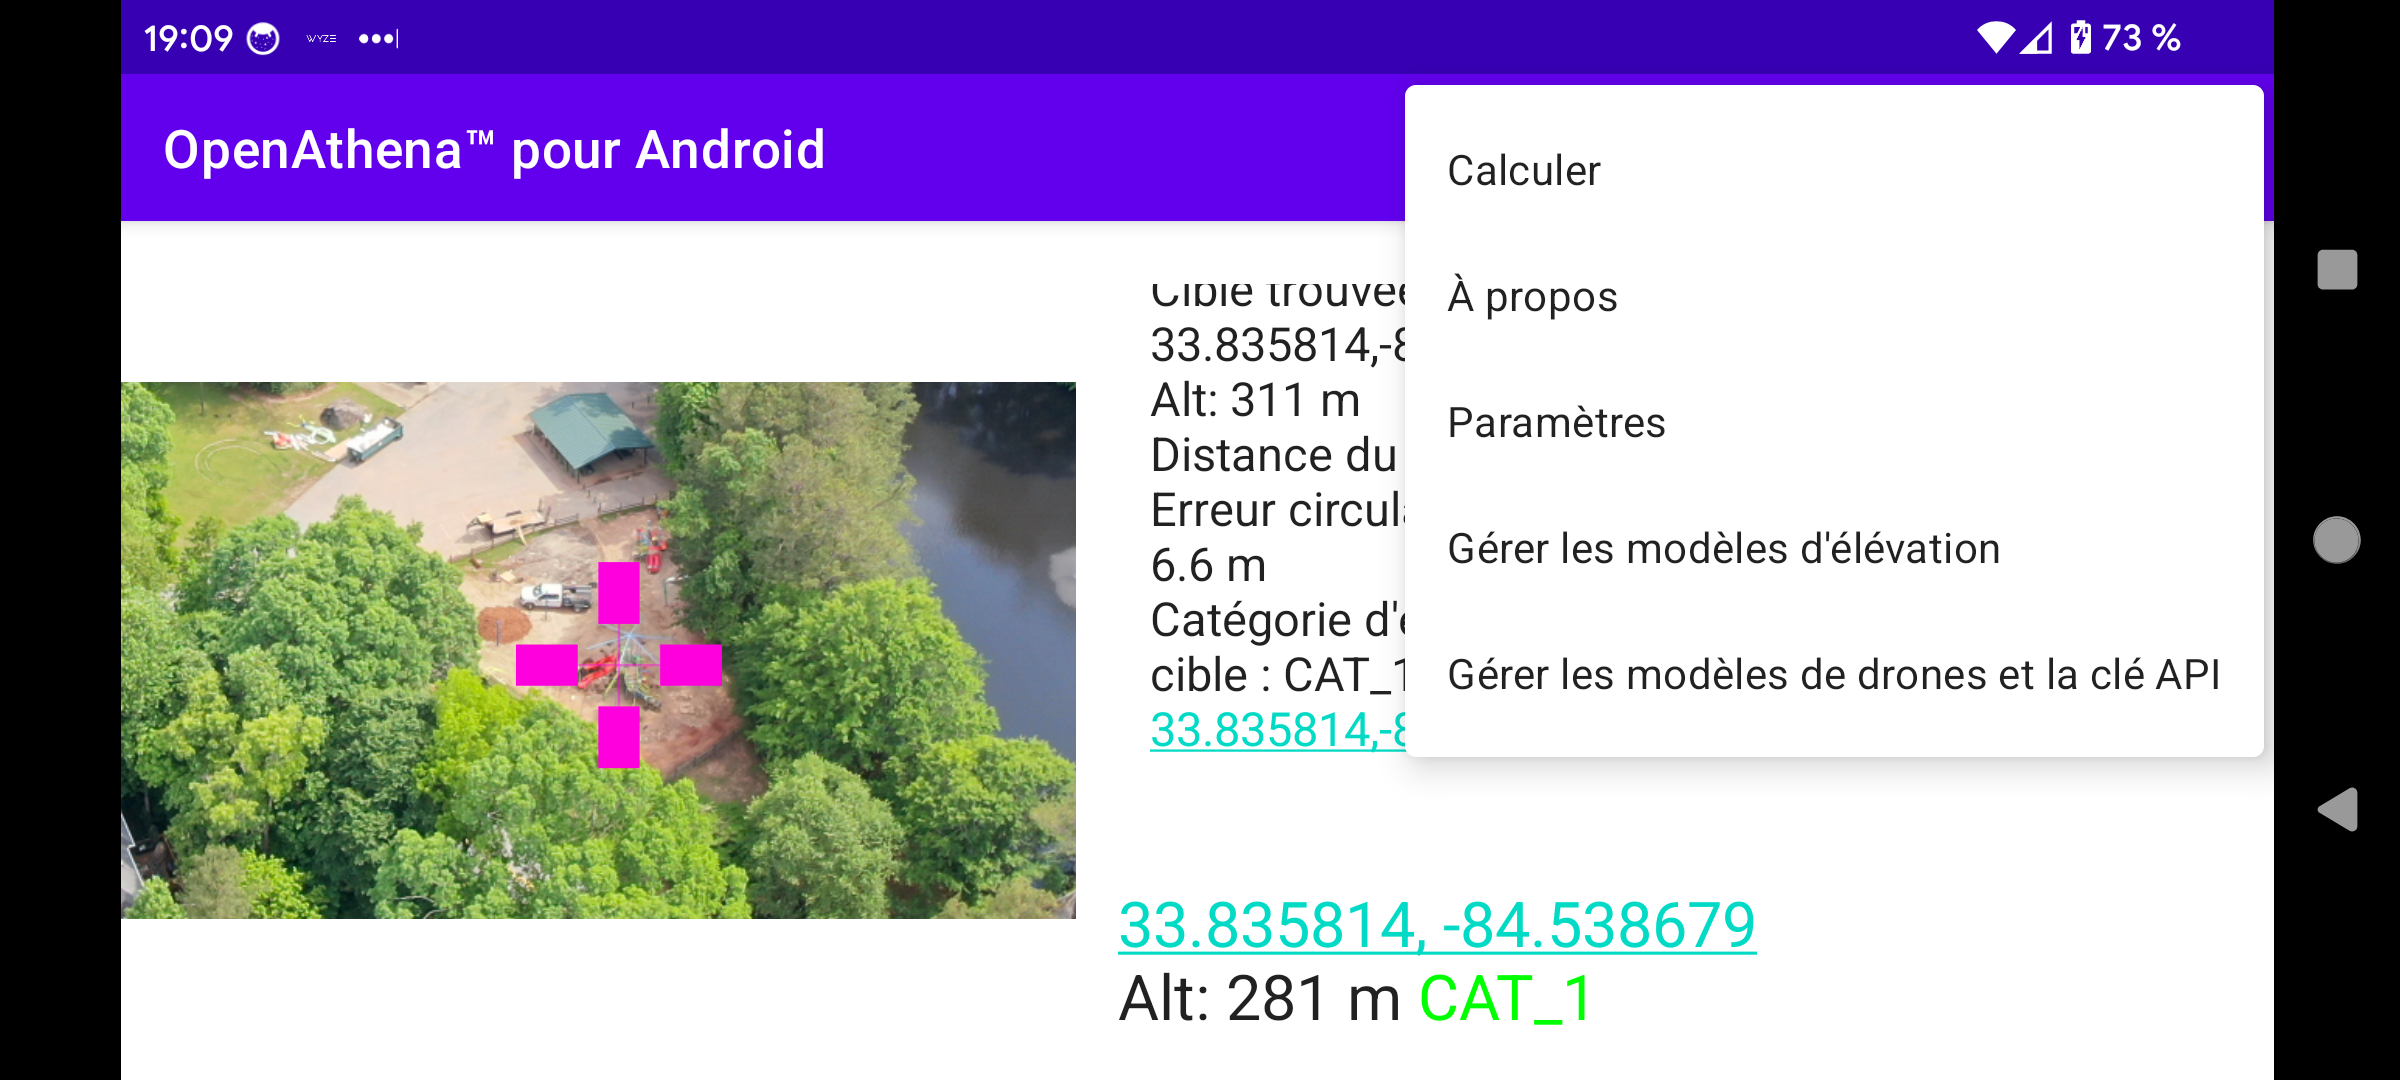 19:09 WYZE 73 %
OpenAthena™ pour Android
Calculer
À propos
Paramètres
Gérer les modèles d'élévation
Gérer les modèles de drones et la clé API
Cible trouvée
33.835814,-8
Alt: 311 m
Distance du
Erreur circul
6.6 m
Catégorie d'
cible : CAT_1
33.835814,-8
33.835814, -84.538679
Alt: 281 m CAT_1